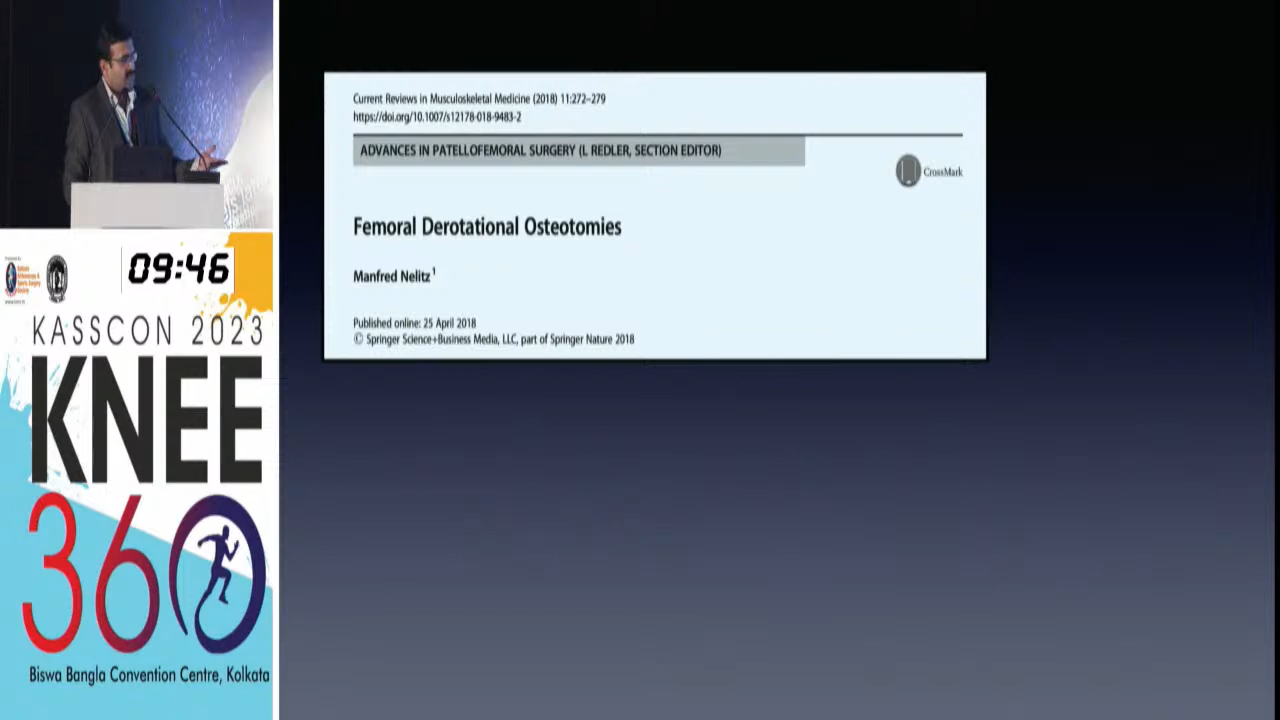 Current Reviews in Musculoskeletal Medicine (2018) 11:272–279
https://doi.org/10.1007/s12178-018-9483-2
ADVANCES IN PATELLOFEMORAL SURGERY (L REDLER, SECTION EDITOR)
CrossMark
Femoral Derotational Osteotomies
Manfred Nelitz 1
Published online: 25 April 2018
© Springer Science+Business Media, LLC, part of Springer Nature 2018
09:46
KASSCON 2023
KNEE
360
Biswa Bangla Convention Centre, Kolkata